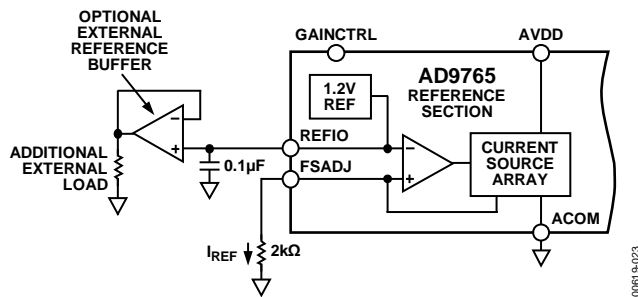 OPTIONAL
EXTERNAL
REFERENCE
BUFFER
GAINCTRL
AVDD
1.2V
REF
AD9765
REFERENCE
SECTION
REFIO
ADDITIONAL
EXTERNAL
LOAD
0.1µF
FSADJ
CURRENT
SOURCE
ARRAY
ACOM
IREF
2kΩ
00619-023
−
+
−
+